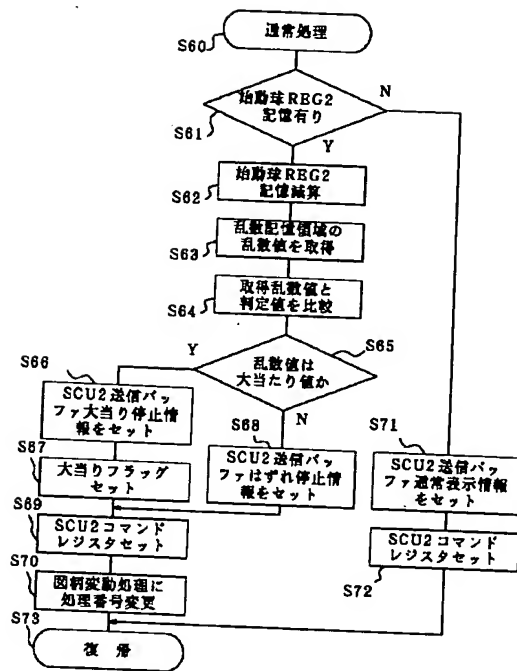 通常処理
S60
始動球REG2
記憶有り
S61
N
Y
始動球REG2
記憶減算
S62
乱数記憶領域の
乱数値を取得
S63
取得乱数値と
判定値を比較
S64
乱数値は
大当たり値か
S65
Y
N
S66
SCU2送信バッ
ファ大当り停止情
報をセット
S67
大当りフラッグ
セット
S68
SCU2送信バッ
ファはずれ停止情
報をセット
S71
SCU2送信バッ
ファ通常表示情報
をセット
S69
SCU2コマンド
レジスタセット
SCU2コマンド
レジスタセット
S72
S70
図柄変動処理に
処理番号変更
S73
復帰